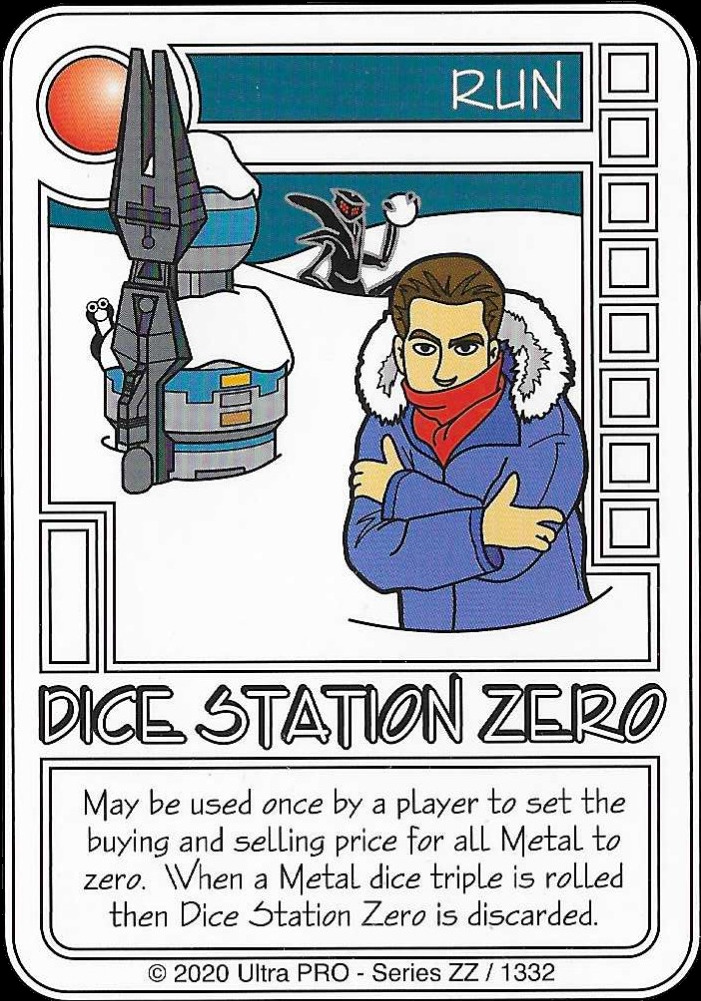 RUN
DICE STATION ZERO
May be used once by a player to set the
buying and selling price for all Metal to
zero. When a Metal dice triple is rolled
then Dice Station Zero is discarded.
© 2020 Ultra PRO - Series ZZ / 1332